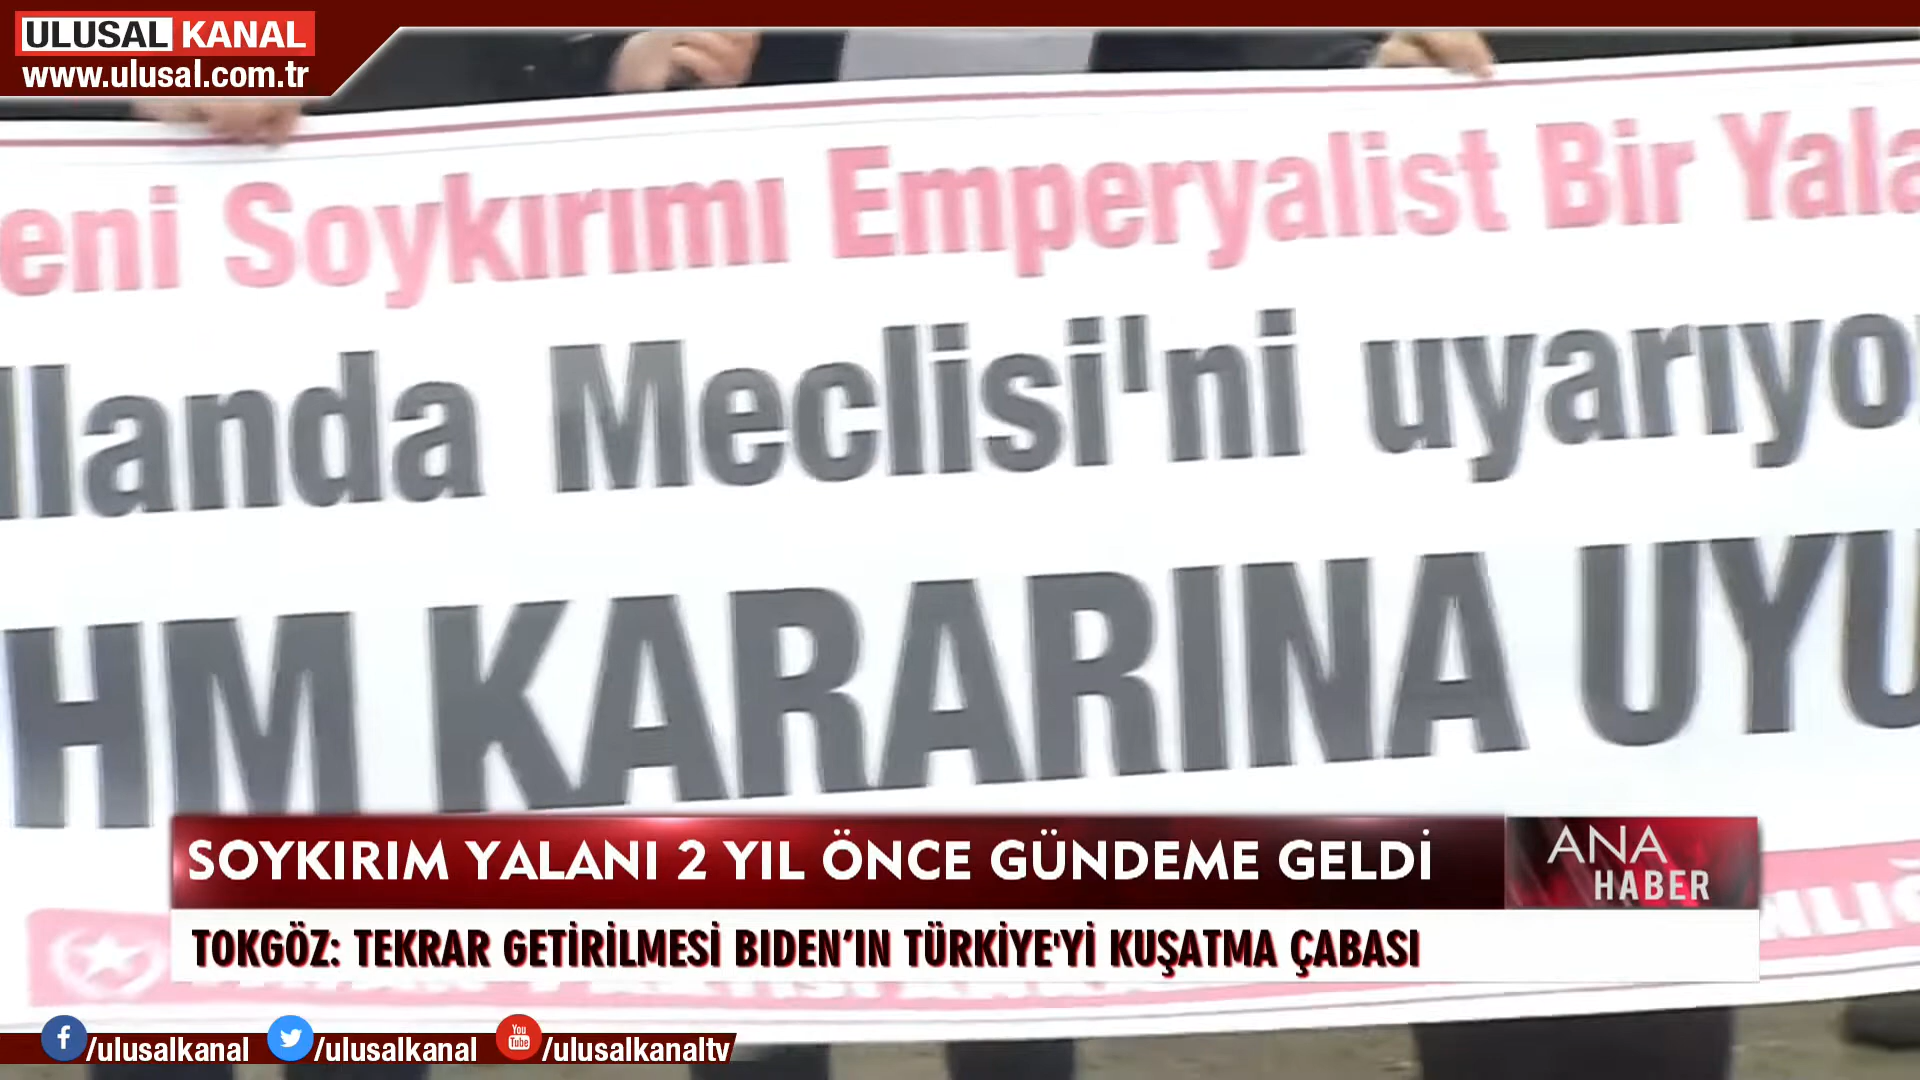 ULUSAL KANAL
www.ulusal.com.tr
eni Soykırımı Emperyalist Bir Yala
llanda Meclisi'ni uyarıyo
HM KARARINA UYU
SOYKIRIM YALANI 2 YIL ÖNCE GÜNDEME GELDİ
ANA
HABER
TOKGÖZ: TEKRAR GETİRİLMESİ BIDEN’IN TÜRKİYE'Yİ KUŞATMA ÇABASI
/ulusalkanal /ulusalkanal You Tube /ulusalkanaltv